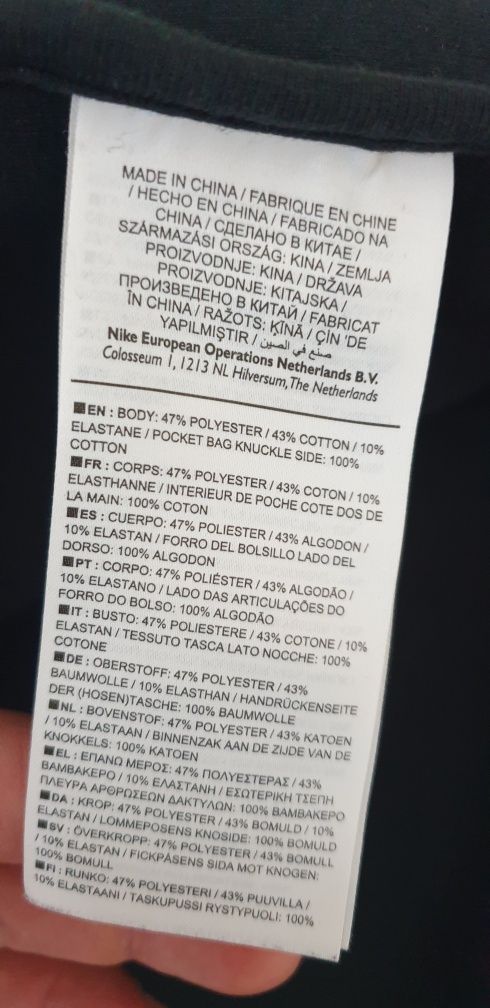 MADE IN CHINA / FABRIQUE EN CHINE
/ HECHO EN CHINA / FABRICADO NA
CHINA / СДЕЛАНО В КИТАЕ /
SZÁRMAZÁSI ORSZÁG: KINA / ZEMLJA
PROIZVODNJE: KINA / DRŽAVA
PROIZVODNJE: KITAJSKA /
ПРОИЗВЕДЕНО В КИТАЙ / FABRICAT
ÎN CHINA / RAŽOTS: ĶĪNĀ / ÇİN 'DE
YAPILMIŞTIR / صنع في الصين
Nike European Operations Netherlands B.V.
Colosseum 1, 1213 NL Hilversum, The Netherlands
EN : BODY: 47% POLYESTER / 43% COTTON / 10%
ELASTANE / POCKET BAG KNUCKLE SIDE: 100%
COTTON
FR : CORPS: 47% POLYESTER / 43% COTON / 10%
ELASTHANNE / INTERIEUR DE POCHE COTE DOS DE
LA MAIN: 100% COTON
ES : CUERPO: 47% POLIESTER / 43% ALGODON /
10% ELASTAN / FORRO DEL BOLSILLO LADO DEL
DORSO: 100% ALGODON
PT : CORPO: 47% POLIÉSTER / 43% ALGODÃO /
10% ELASTANO / LADO DAS ARTICULAÇÕES DO
FORRO DO BOLSO: 100% ALGODÃO
IT : BUSTO: 47% POLIESTERE / 43% COTONE / 10%
ELASTAN / TESSUTO TASCA LATO NOCCHE: 100%
COTONE
DE : OBERSTOFF: 47% POLYESTER / 43%
BAUMWOLLE / 10% ELASTHAN / HANDRÜCKENSEITE
DER (HOSEN)TASCHE: 100% BAUMWOLLE
NL : BOVENSTOF: 47% POLYESTER / 43% KATOEN
/ 10% ELASTAAN / BINNENZAK AAN DE ZIJDE VAN DE
KNOKKELS: 100% KATOEN
EL : ΕΠΑΝΩ ΜΕΡΟΣ: 47% ΠΟΛΥΕΣΤΕΡΑΣ / 43%
ΒΑΜΒΑΚΕΡΟ / 10% ΕΛΑΣΤΑΝΗ / ΕΣΩΤΕΡΙΚΗ ΤΣΕΠΗ
ΠΛΕΥΡΑ ΑΡΘΡΩΣΕΩΝ ΔΑΚΤΥΛΩΝ: 100% ΒΑΜΒΑΚΕΡΟ
DA : KROP: 47% POLYESTER / 43% BOMULD / 10%
ELASTAN / LOMMEPOSENS KNOSIDE: 100% BOMULD
SV : ÖVERKROPP: 47% POLYESTER / 43% BOMULL
/ 10% ELASTAN / FICKPÅSENS SIDA MOT KNOGEN:
100% BOMULL
FI : RUNKO: 47% POLYESTERI / 43% PUUVILLA /
10% ELASTAANI / TASKUPUSSI RYSTYPUOLI: 100%